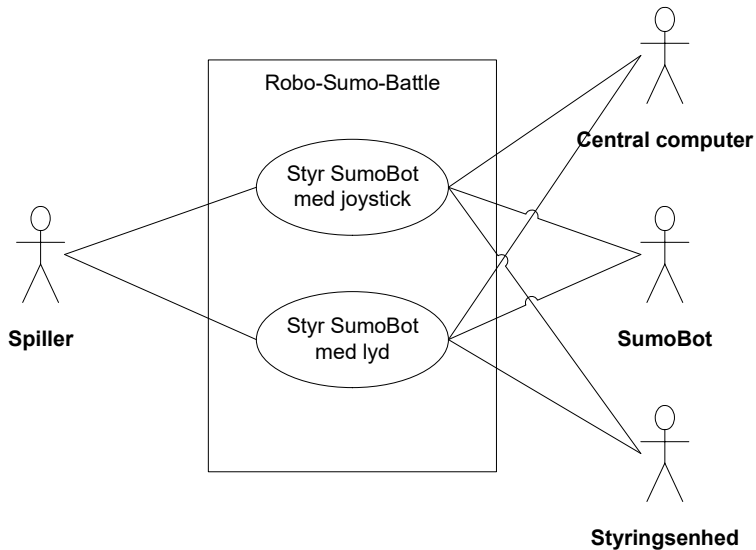 Robo-Sumo-Battle
Styr SumoBot
med joystick
Central computer
Spiller
Styr SumoBot
med lyd
SumoBot
Styringsenhed